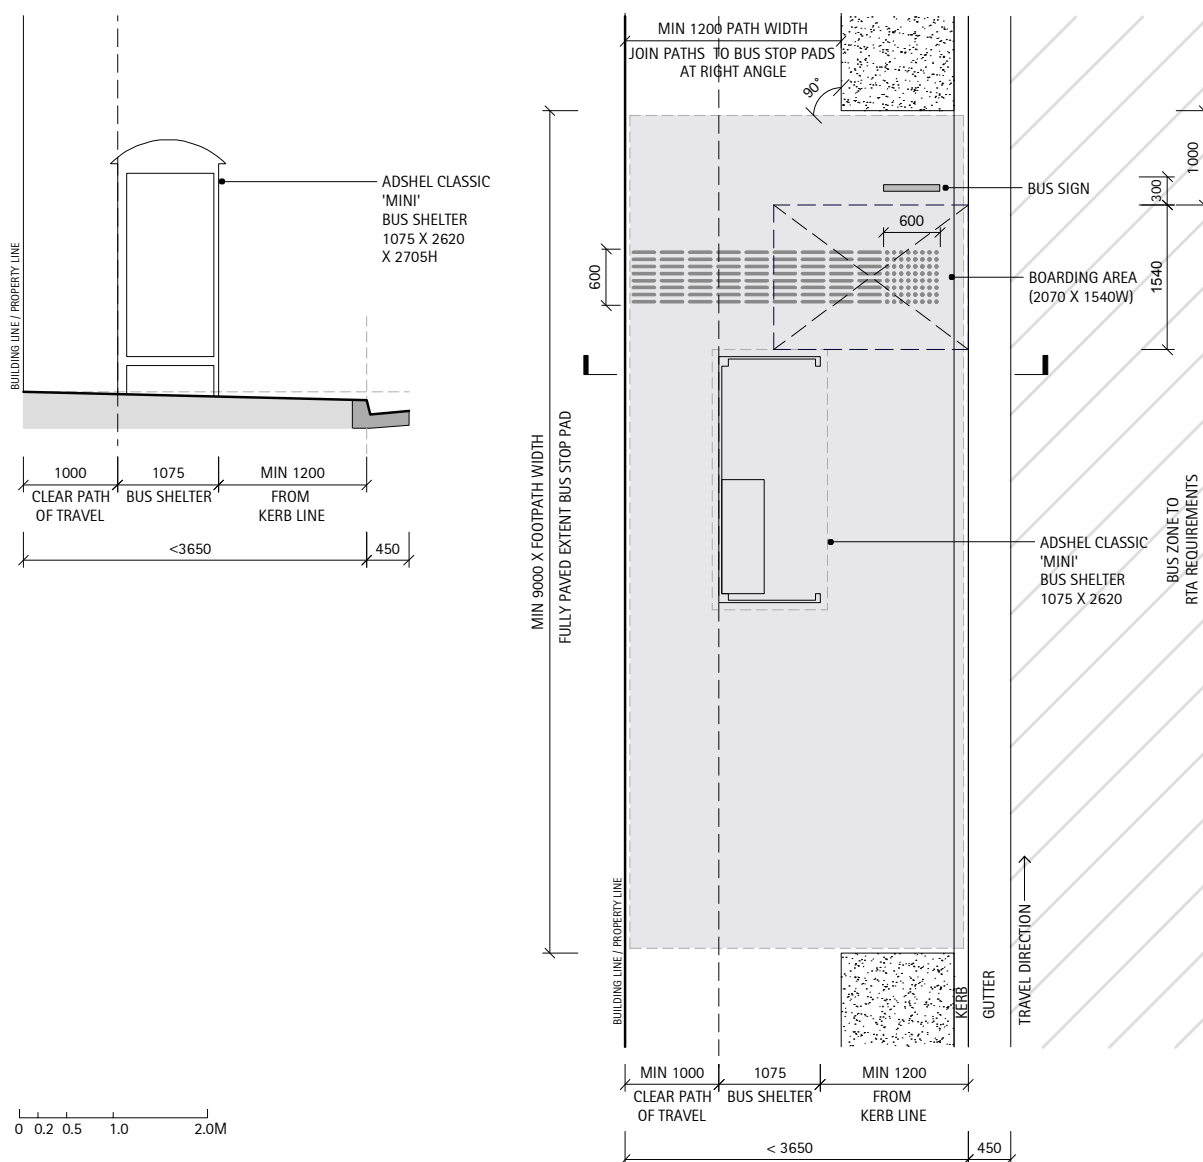 ADSHEL CLASSIC
'MINI'
BUS SHELTER
1075 X 2620
X 2705H
BUILDING LINE / PROPERTY LINE
1000
1075
MIN 1200
CLEAR PATH
OF TRAVEL
BUS SHELTER
FROM
KERB LINE
<3650
450
0 0.2 0.5 1.0 2.0M
MIN 1200 PATH WIDTH
JOIN PATHS TO BUS STOP PADS
AT RIGHT ANGLE
90°
BUS SIGN
1000
300
600
600
BOARDING AREA
(2070 X 1540W)
1540
MIN 9000 X FOOTPATH WIDTH
FULLY PAVED EXTENT BUS STOP PAD
ADSHEL CLASSIC
'MINI'
BUS SHELTER
1075 X 2620
BUS ZONE TO
RTA REQUIREMENTS
BUILDING LINE / PROPERTY LINE
KERB
GUTTER
TRAVEL DIRECTION
MIN 1000
1075
MIN 1200
CLEAR PATH
OF TRAVEL
BUS SHELTER
FROM
KERB LINE
< 3650
450